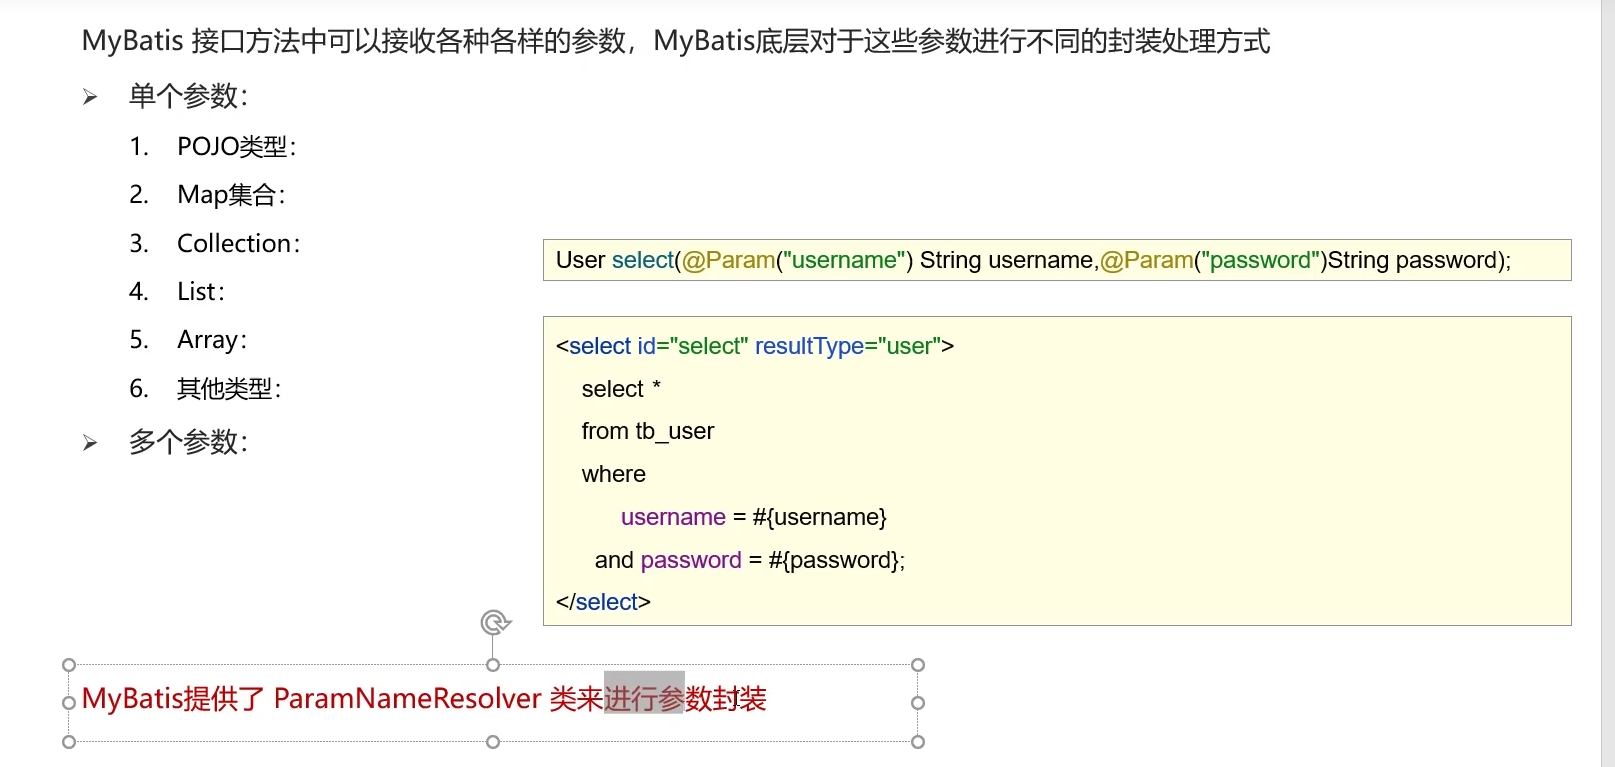 MyBatis 接口方法中可以接收各种各样的参数，MyBatis底层对于这些参数进行不同的封装处理方式
➢ 单个参数：
1. POJO类型：
2. Map集合：
3. Collection：
4. List：
5. Array：
6. 其他类型：
➢ 多个参数：
User select(@Param("username") String username,@Param("password")String password);
<select id="select" resultType="user">
select *
from tb_user
where
username = #{username}
and password = #{password};
</select>
MyBatis提供了 ParamNameResolver 类来进行参数封装